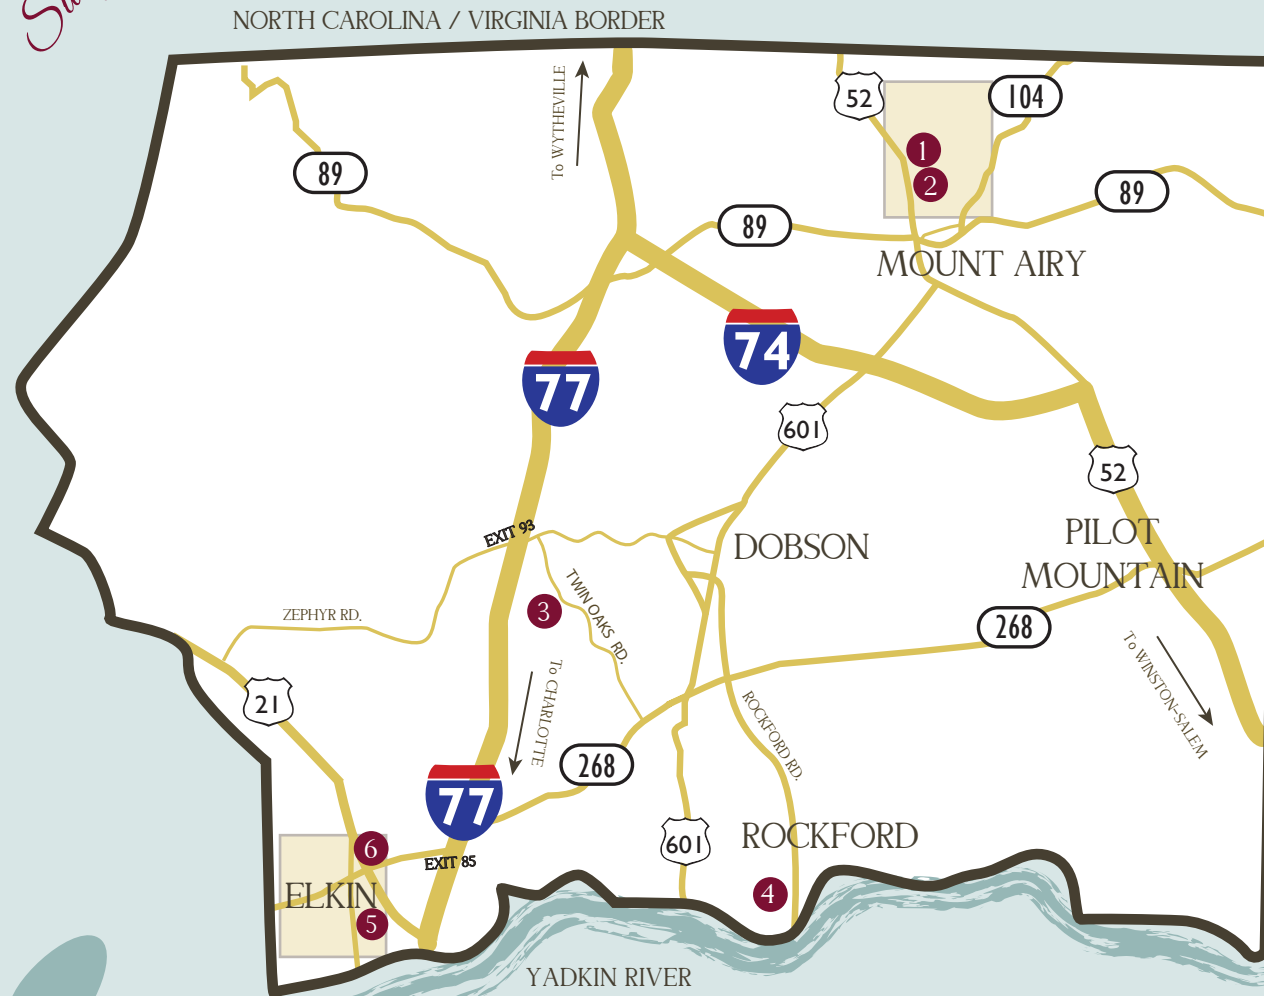 NORTH CAROLINA / VIRGINIA BORDER
To WYTHEVILLE
52
104
1
2
89
89
89
MOUNT AIRY
74
77
601
52
EXIT 93
DOBSON
PILOT
MOUNTAIN
TWIN OAKS RD.
3
ZEPHYR RD.
268
To WINSTON-SALEM
To CHARLOTTE
21
ROCKFORD RD.
268
77
601
ROCKFORD
6
EXIT 85
ELKIN
4
5
YADKIN RIVER